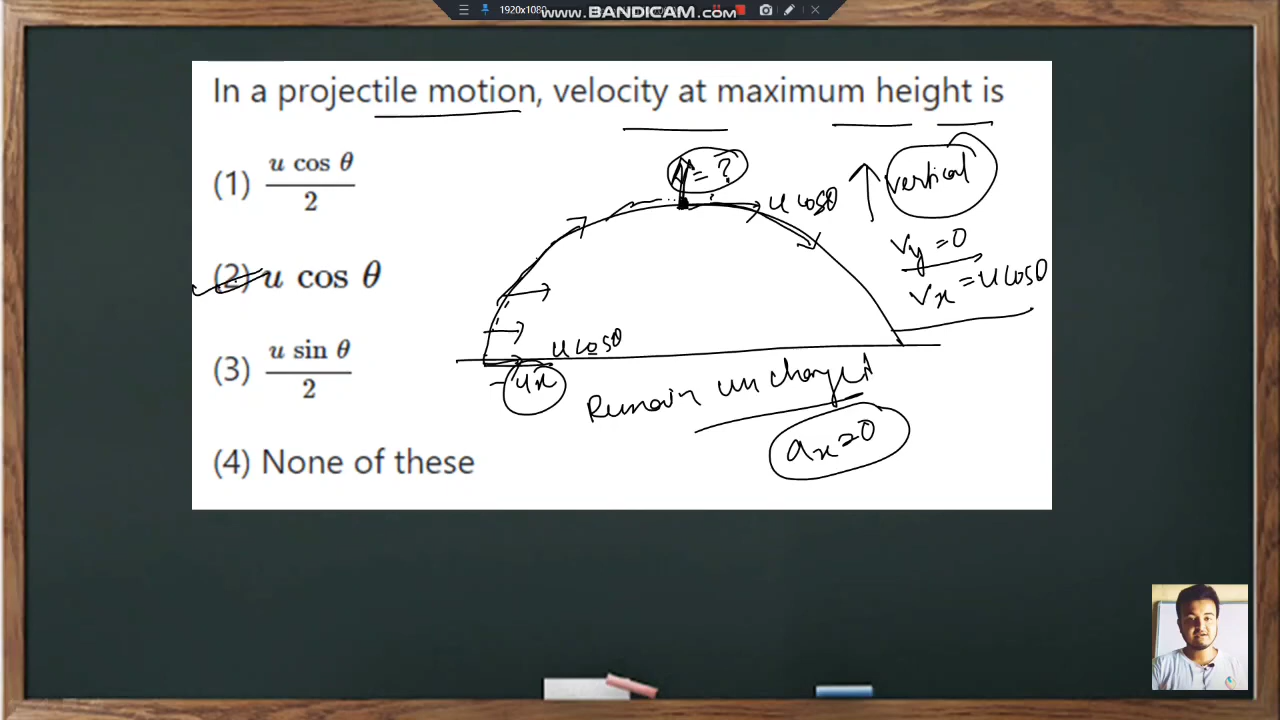 1920x1080
www.BANDICAM.com
In a projectile motion, velocity at maximum height is
(1) u cos θ / 2
(2) u cos θ
(3) u sin θ / 2
(4) None of these
= ?
u cosθ
vertical
Vy = 0
Vx = u cosθ
u cosθ
ux
Remain unchanged
ax = 0